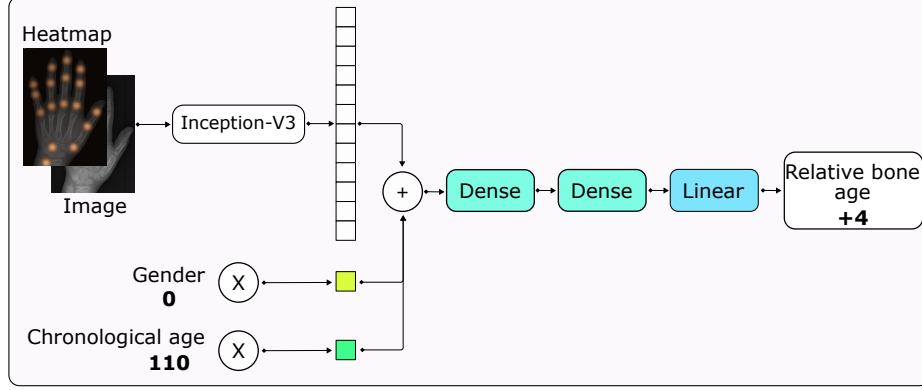 Heatmap
Image
Inception-V3
+
Dense
Dense
Linear
Relative bone
age
+4
Gender
0
X
Chronological age
110
X